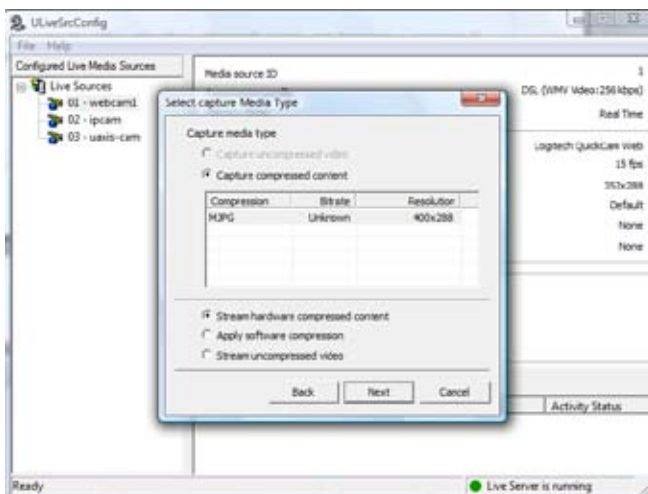 ULiveSrcConfig
File Help
Configured Live Media Sources
Live Sources
01 - webcam1
02 - ipcam
03 - uaxis-cam
Media source ID 1
DSL (WMV Video:256 kbps)
Real Time
Logitech QuickCam Web
15 fps
352x288
Default
None
None
Select capture Media Type
Capture media type
Capture uncompressed video
Capture compressed content
Compression Bitrate Resolution
MJPG Unknown 400x288
Stream hardware compressed content
Apply software compression
Stream uncompressed video
Back Next Cancel
Activity Status
Ready Live Server is running